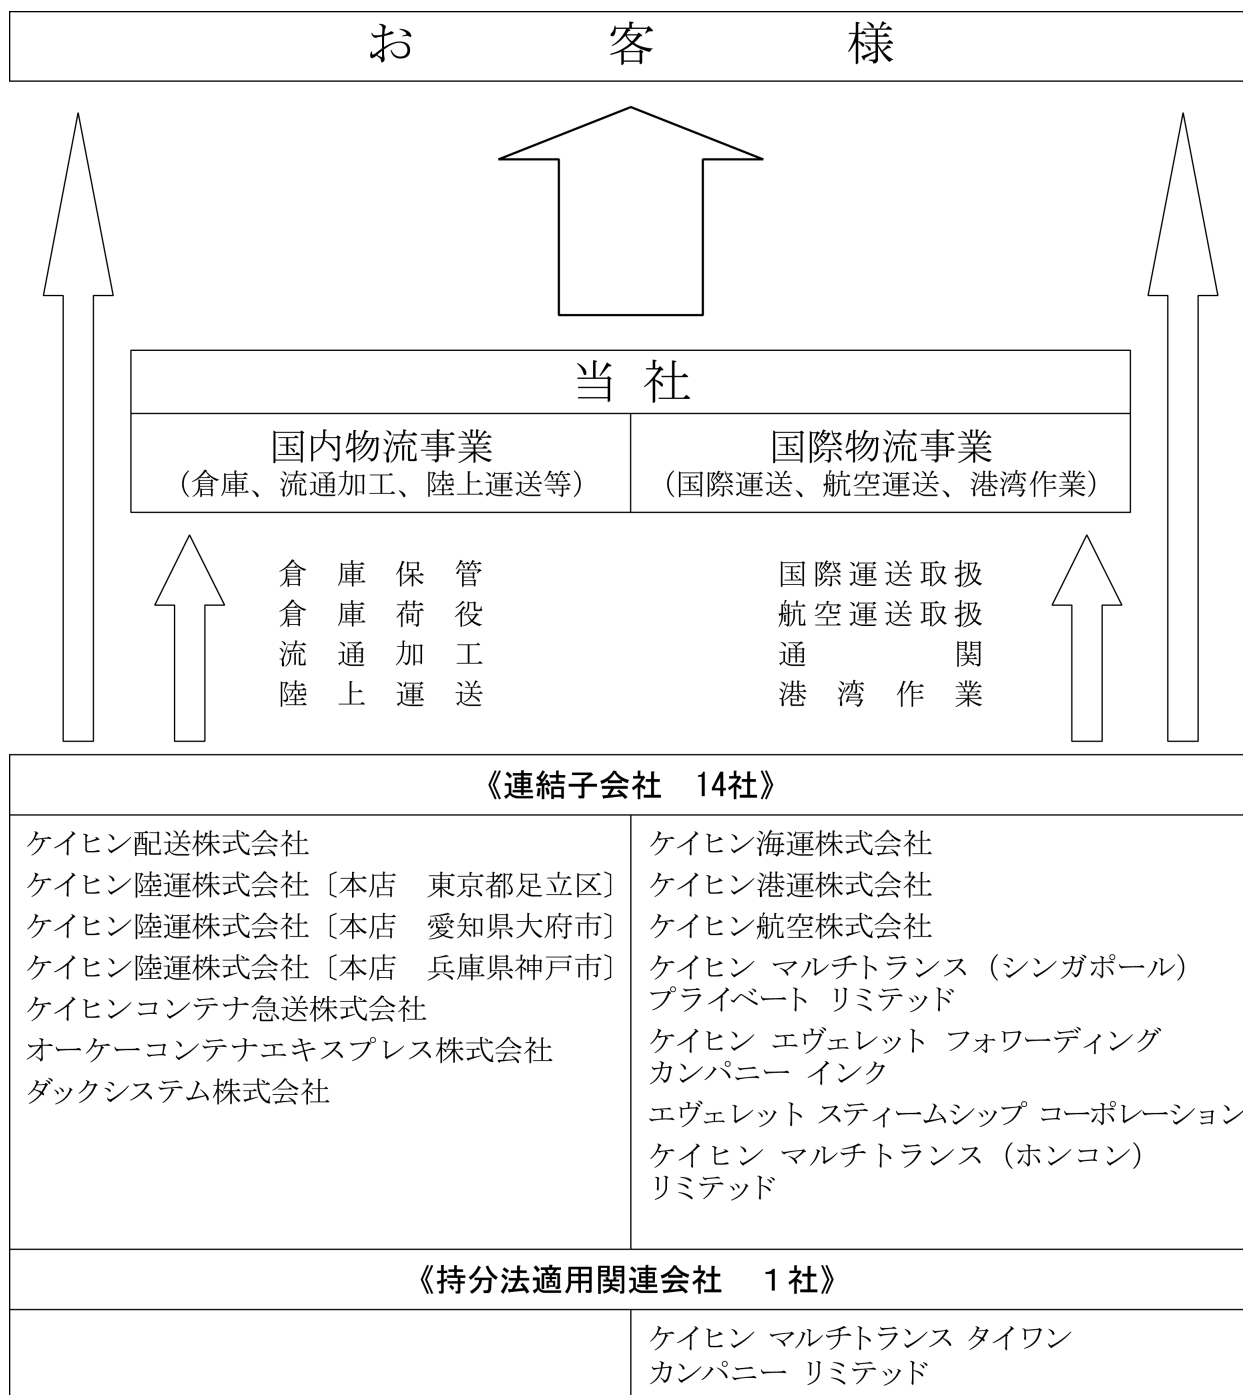 お客様
当社
国内物流事業
（倉庫、流通加工、陸上運送等）
国際物流事業
（国際運送、航空運送、港湾作業）
倉庫保管
倉庫荷役
流通加工
陸上運送
国際運送取扱
航空運送取扱
通関
港湾作業
《連結子会社　14社》
ケイヒン配送株式会社
ケイヒン陸運株式会社〔本店　東京都足立区〕
ケイヒン陸運株式会社〔本店　愛知県大府市〕
ケイヒン陸運株式会社〔本店　兵庫県神戸市〕
ケイヒンコンテナ急送株式会社
オーケーコンテナエキスプレス株式会社
ダックシステム株式会社
ケイヒン海運株式会社
ケイヒン港運株式会社
ケイヒン航空株式会社
ケイヒン マルチトランス（シンガポール）
プライベート リミテッド
ケイヒン エヴェレット フォワーディング
カンパニー インク
エヴェレット スティームシップ コーポレーション
ケイヒン マルチトランス（ホンコン）
リミテッド
《持分法適用関連会社　１社》
ケイヒン マルチトランス タイワン
カンパニー リミテッド